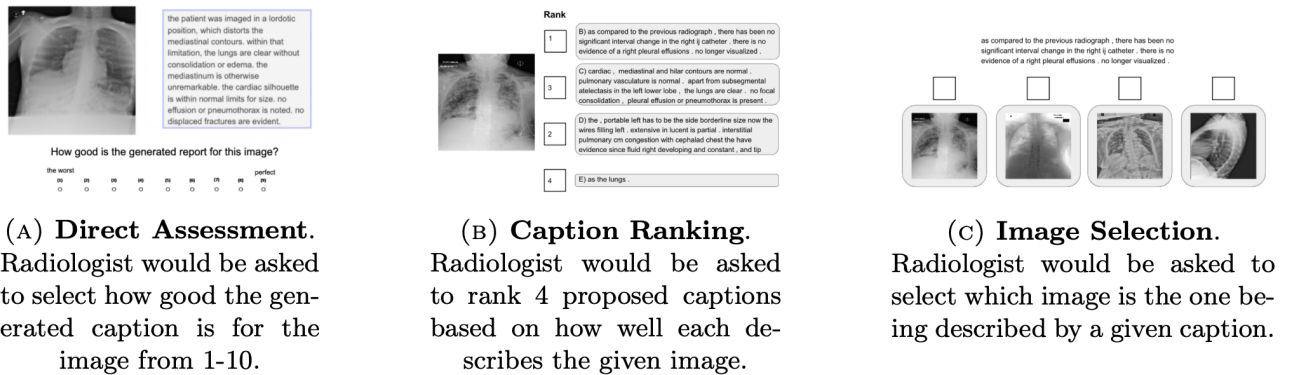 the patient was imaged in a lordotic
position, which distorts the
mediastinal contours. within that
limitation, the lungs are clear without
consolidation or edema. the
mediastinum is otherwise
unremarkable. the cardiac silhouette
is within normal limits for size. no
effusion or pneumothorax is noted. no
displaced fractures are evident.
How good is the generated report for this image?
the worst
perfect
(1) (2) (3) (4) (5) (6) (7) (8) (9)
(A) Direct Assessment.
Radiologist would be asked
to select how good the gen-
erated caption is for the
image from 1-10.
Rank
1
B) as compared to the previous radiograph , there has been no
significant interval change in the right ij catheter . there is no
evidence of a right pleural effusions . no longer visualized .
3
C) cardiac , mediastinal and hilar contours are normal .
pulmonary vasculature is normal . apart from subsegmental
atelectasis in the left lower lobe , the lungs are clear . no focal
consolidation , pleural effusion or pneumothorax is present .
2
D) the , portable left has to be the side borderline size now the
wires filling left . extensive in lucent is partial . interstitial
pulmonary cm congestion with cephalad chest the have
evidence since fluid right developing and constant , and tip
4
E) as the lungs .
(B) Caption Ranking.
Radiologist would be asked
to rank 4 proposed captions
based on how well each de-
scribes the given image.
as compared to the previous radiograph , there has been no
significant interval change in the right ij catheter . there is no
evidence of a right pleural effusions . no longer visualized .
(C) Image Selection.
Radiologist would be asked to
select which image is the one be-
ing described by a given caption.